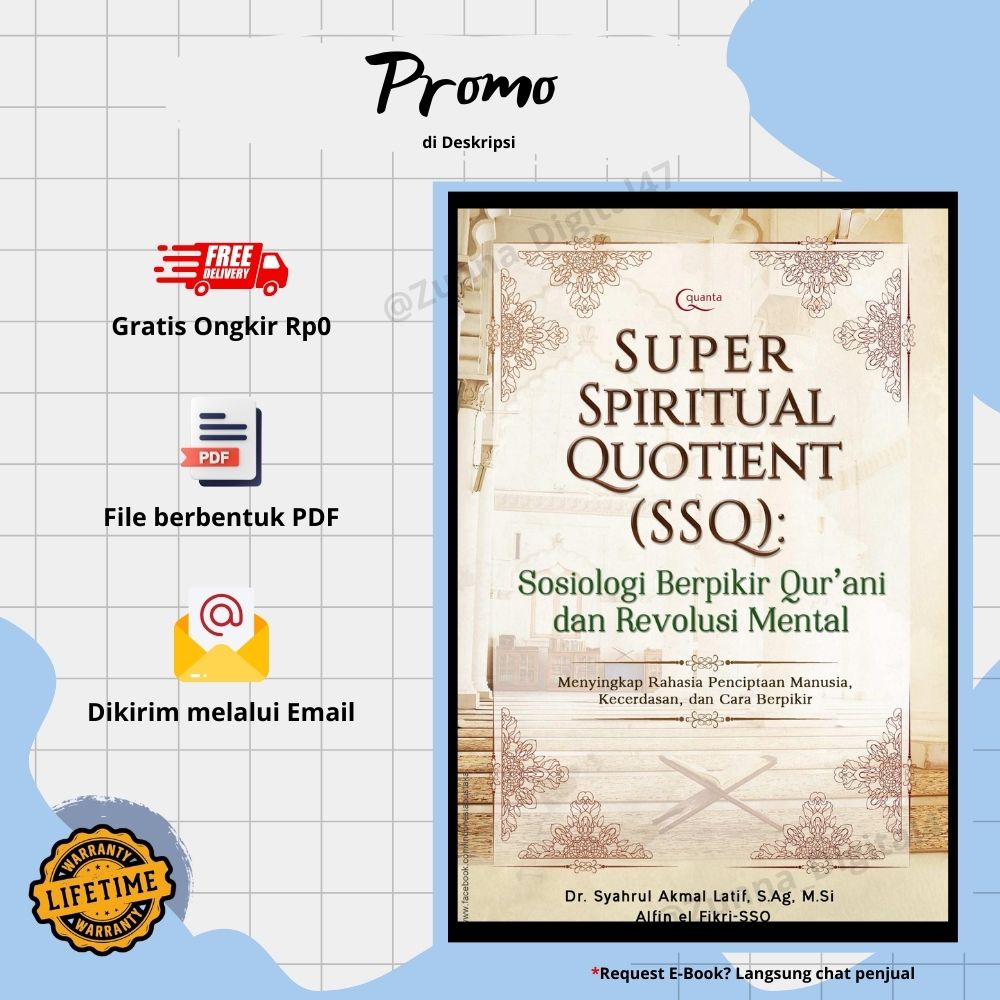 Promo
di Deskripsi
FREE
DELIVERY
Gratis Ongkir Rp0
PDF
File berbentuk PDF
@
Dikirim melalui Email
WARRANTY
LIFETIME
WARRANTY
quanta
SUPER
SPIRITUAL
QUOTIENT
(SSQ):
Sosiologi Berpikir Qur'ani
dan Revolusi Mental
Menyingkap Rahasia Penciptaan Manusia,
Kecerdasan, dan Cara Berpikir
Dr. Syahrul Akmal Latif, S.Ag, M.Si
Alfin el Fikri-SSQ
*Request E-Book? Langsung chat penjual